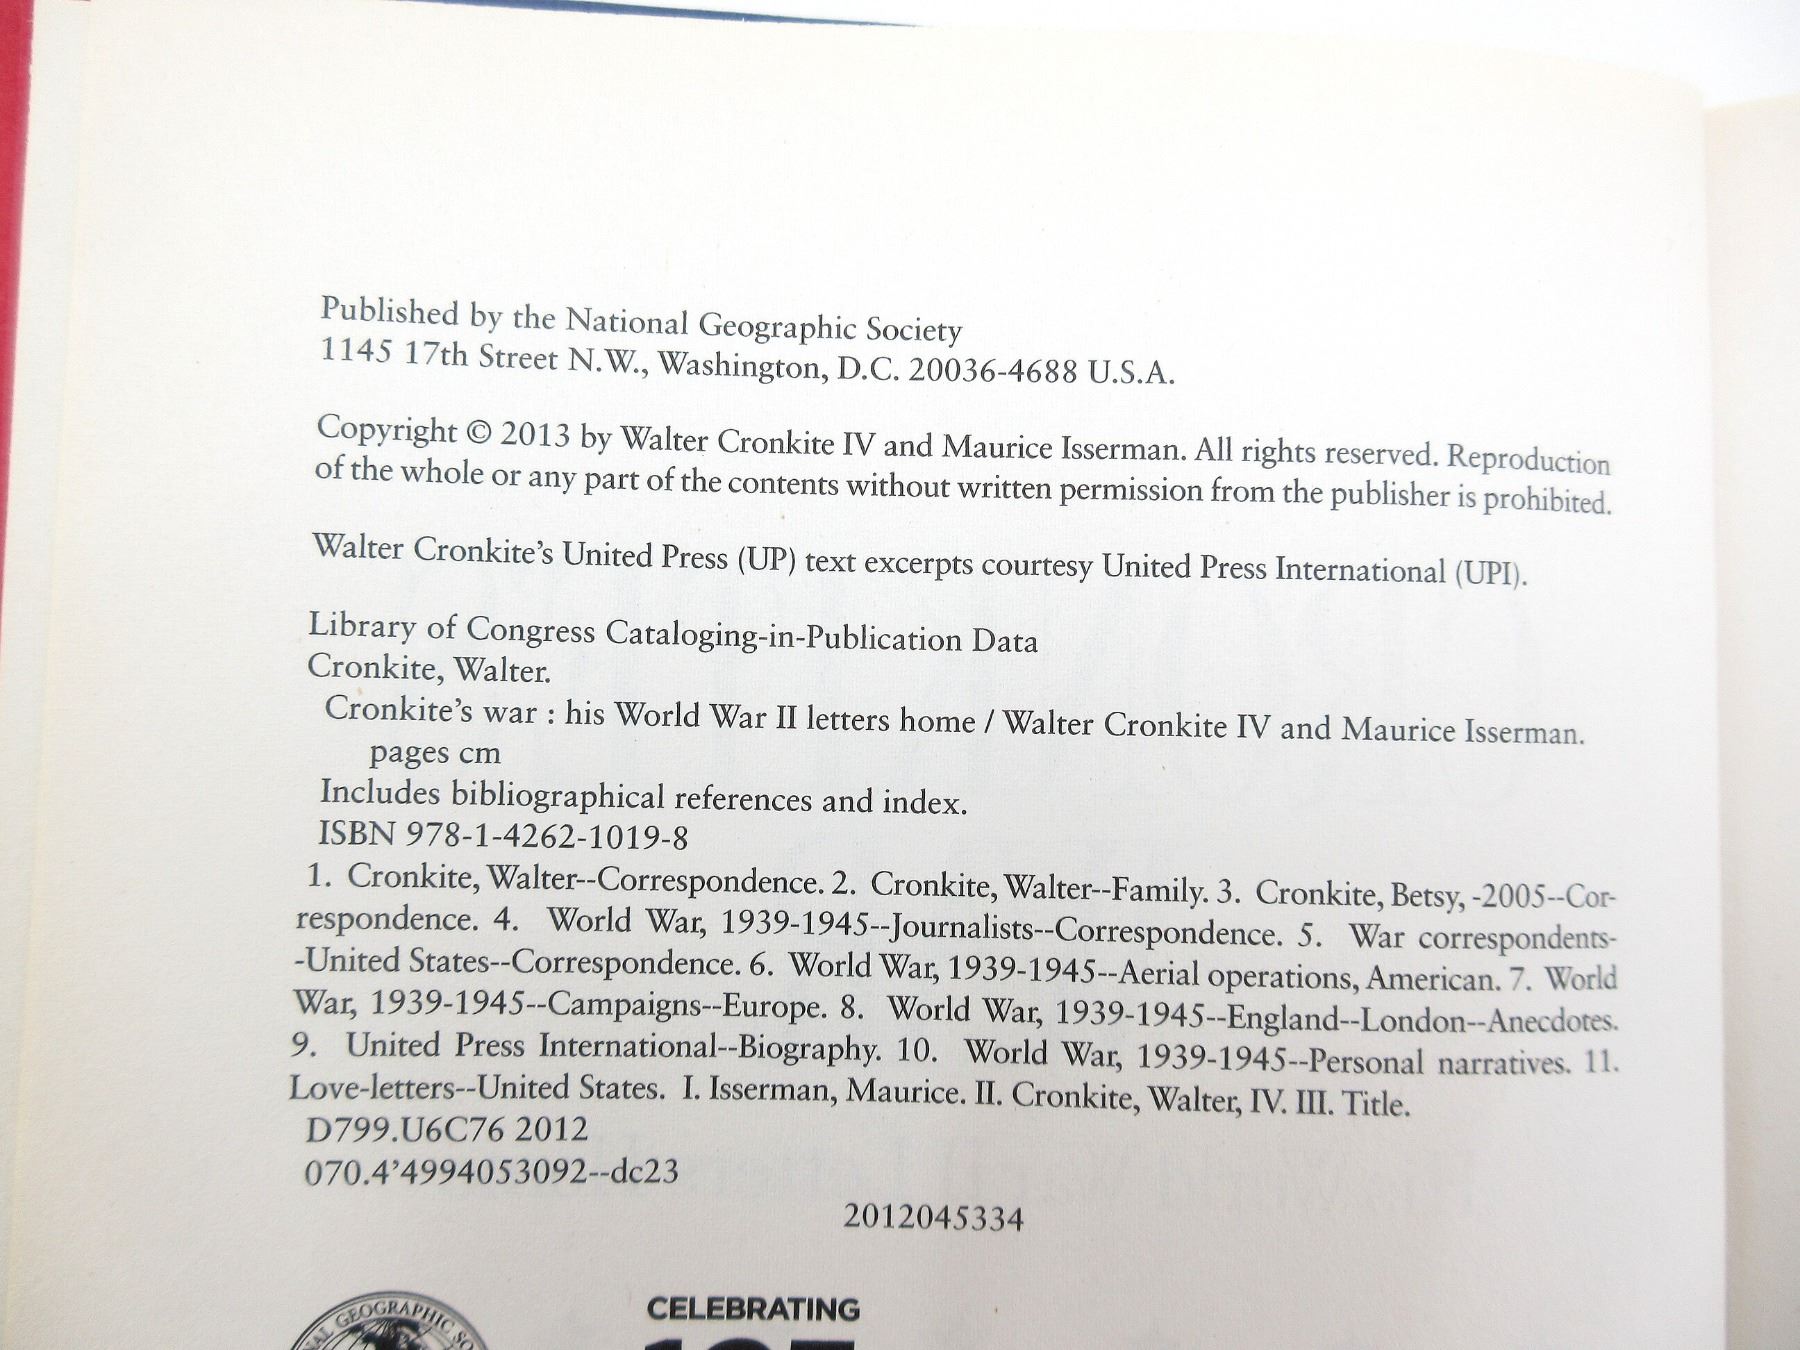 Published by the National Geographic Society
1145 17th Street N.W., Washington, D.C. 20036-4688 U.S.A.
Copyright © 2013 by Walter Cronkite IV and Maurice Isserman. All rights reserved. Reproduction
of the whole or any part of the contents without written permission from the publisher is prohibited.
Walter Cronkite’s United Press (UP) text excerpts courtesy United Press International (UPI).
Library of Congress Cataloging-in-Publication Data
Cronkite, Walter.
Cronkite’s war : his World War II letters home / Walter Cronkite IV and Maurice Isserman.
pages cm
Includes bibliographical references and index.
ISBN 978-1-4262-1019-8
1. Cronkite, Walter--Correspondence. 2. Cronkite, Walter--Family. 3. Cronkite, Betsy, -2005--Cor-
respondence. 4. World War, 1939-1945--Journalists--Correspondence. 5. War correspondents-
-United States--Correspondence. 6. World War, 1939-1945--Aerial operations, American. 7. World
War, 1939-1945--Campaigns--Europe. 8. World War, 1939-1945--England--London--Anecdotes.
9. United Press International--Biography. 10. World War, 1939-1945--Personal narratives. 11.
Love-letters--United States. I. Isserman, Maurice. II. Cronkite, Walter, IV. III. Title.
D799.U6C76 2012
070.4’4994053092--dc23
2012045334
GEOGRAPHIC
CELEBRATING